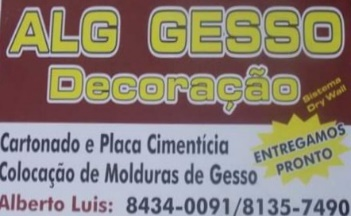 ALG GESSO
Decoração
Sistema
Dry Wall
Cartonado e Placa Cimentícia
Colocação de Molduras de Gesso
ENTREGAMOS
PRONTO
Alberto Luis: 8434-0091/8135-7490